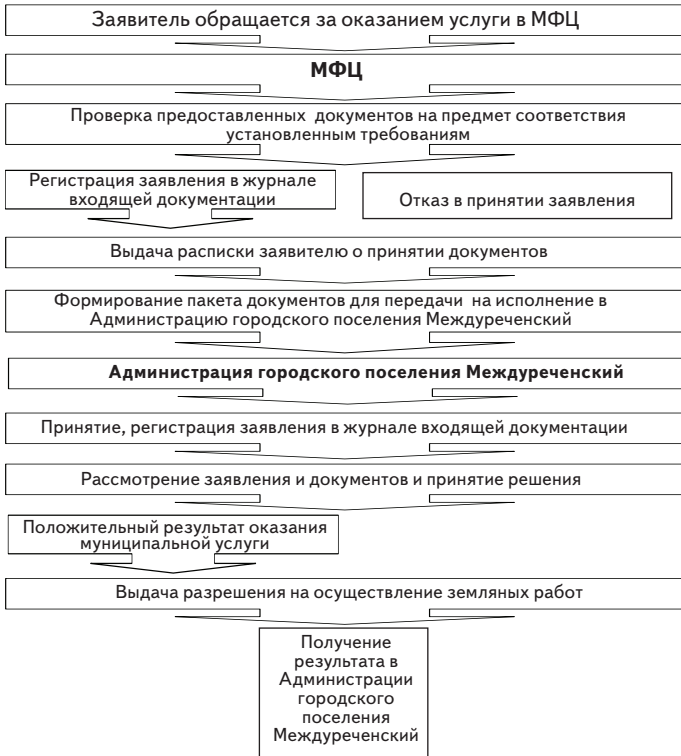 Заявитель обращается за оказанием услуги в МФЦ
МФЦ
Проверка предоставленных документов на предмет соответствия
установленным требованиям
Регистрация заявления в журнале
входящей документации
Отказ в принятии заявления
Выдача расписки заявителю о принятии документов
Формирование пакета документов для передачи на исполнение в
Администрацию городского поселения Междуреченский
Администрация городского поселения Междуреченский
Принятие, регистрация заявления в журнале входящей документации
Рассмотрение заявления и документов и принятие решения
Положительный результат оказания
муниципальной услуги
Выдача разрешения на осуществление земляных работ
Получение
результата в
Администрации
городского
поселения
Междуреченский